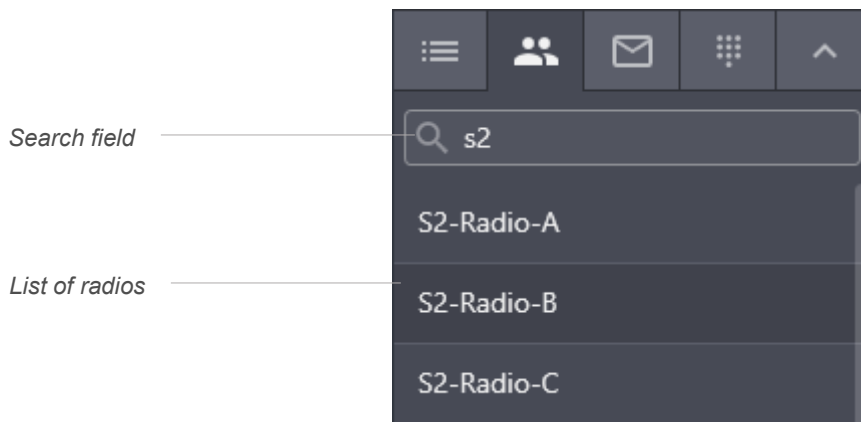 Search field
s2
S2-Radio-A
List of radios
S2-Radio-B
S2-Radio-C